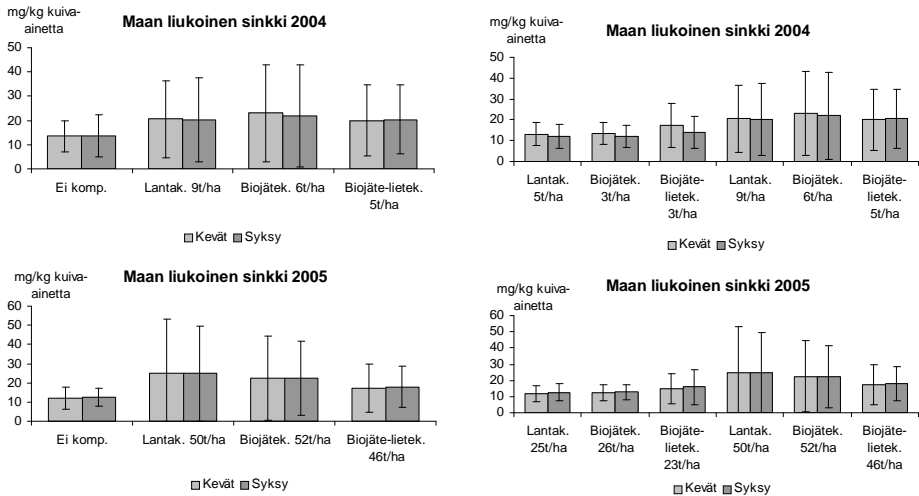 mg/kg kuiva-
ainetta
Maan liukoinen sinkki 2004
50
40
30
20
10
0
Ei komp.
Lantak. 9t/ha
Biojätek. 6t/ha
Biojäte-lietek.
5t/ha
Kevät
Syksy
mg/kg kuiva-
ainetta
Maan liukoinen sinkki 2004
50
40
30
20
10
0
Lantak.
5t/ha
Biojätek.
3t/ha
Biojäte-
lietek.
3t/ha
Lantak.
9t/ha
Biojätek.
6t/ha
Biojäte-
lietek.
5t/ha
Kevät
Syksy
mg/kg kuiva-
ainetta
Maan liukoinen sinkki 2005
60
50
40
30
20
10
0
Ei komp.
Lantak. 50t/ha
Biojätek. 52t/ha
Biojäte-lietek.
46t/ha
Kevät
Syksy
mg/kg kuiva-
ainetta
Maan liukoinen sinkki 2005
60
50
40
30
20
10
0
Lantak.
25t/ha
Biojätek.
26t/ha
Biojäte-
lietek.
23t/ha
Lantak.
50t/ha
Biojätek.
52t/ha
Biojäte-
lietek.
46t/ha
Kevät
Syksy